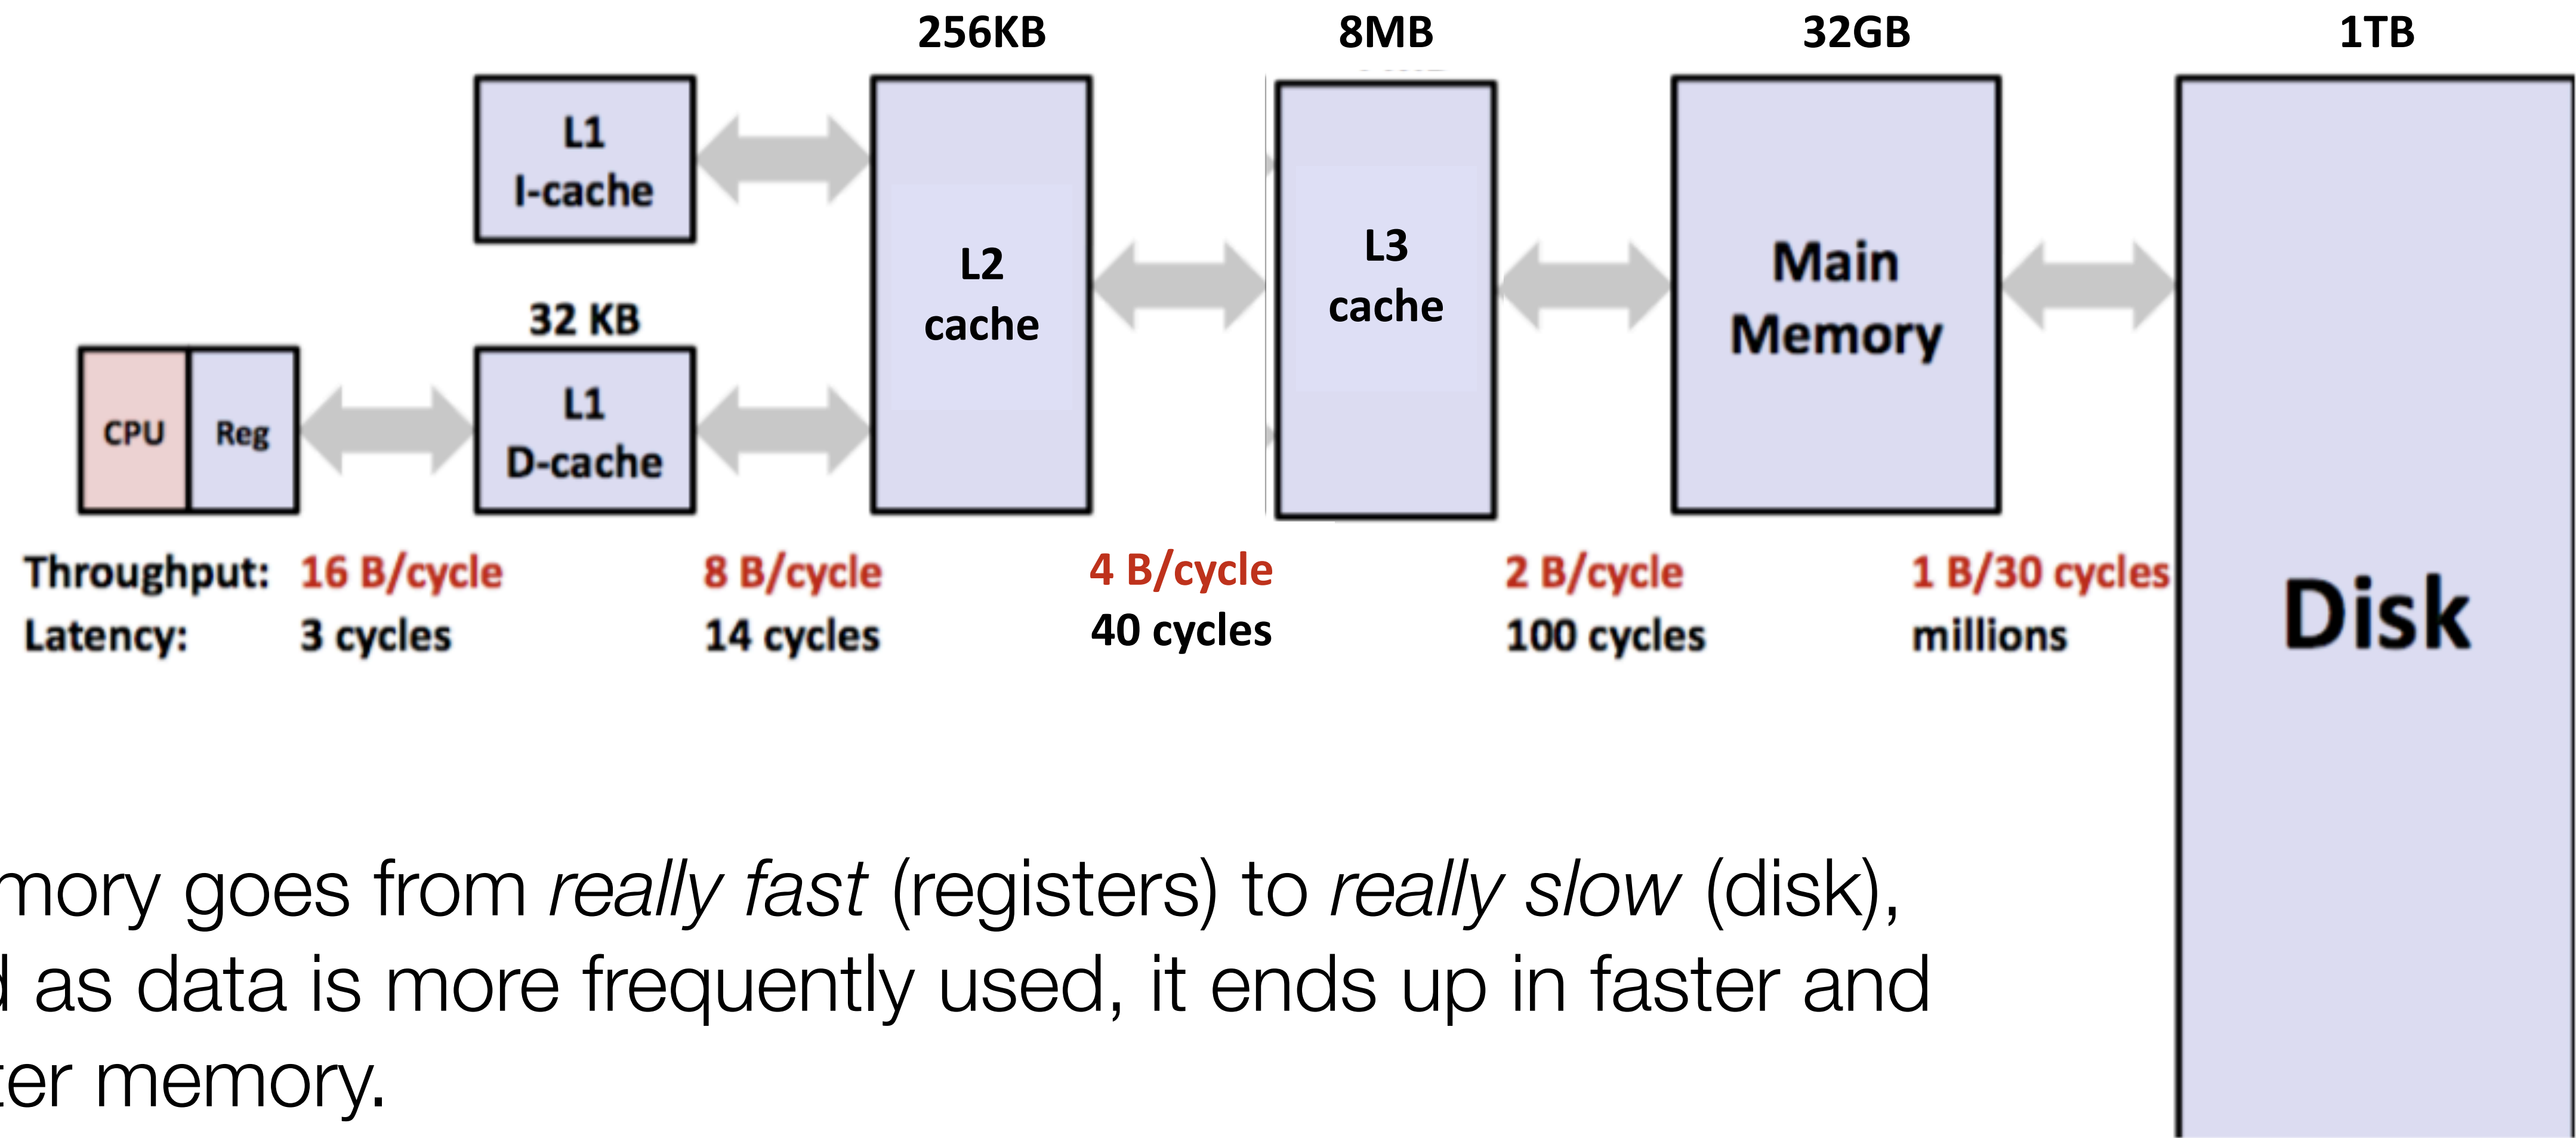 256KB 8MB 32GB 1TB
L1
I-cache
L2
cache
L3
cache
Main
Memory
32 KB
CPU Reg
L1
D-cache
Disk
Throughput: 16 B/cycle 8 B/cycle 4 B/cycle 2 B/cycle 1 B/30 cycles
Latency: 3 cycles 14 cycles 40 cycles 100 cycles millions
mory goes from really fast (registers) to really slow (disk),
d as data is more frequently used, it ends up in faster and
ter memory.